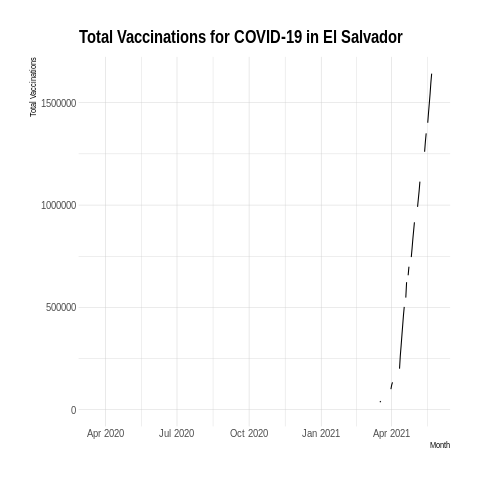 Total Vaccinations for COVID-19 in El Salvador
Total Vaccinations
1500000
1000000
500000
0
Apr 2020 Jul 2020 Oct 2020 Jan 2021 Apr 2021
Month